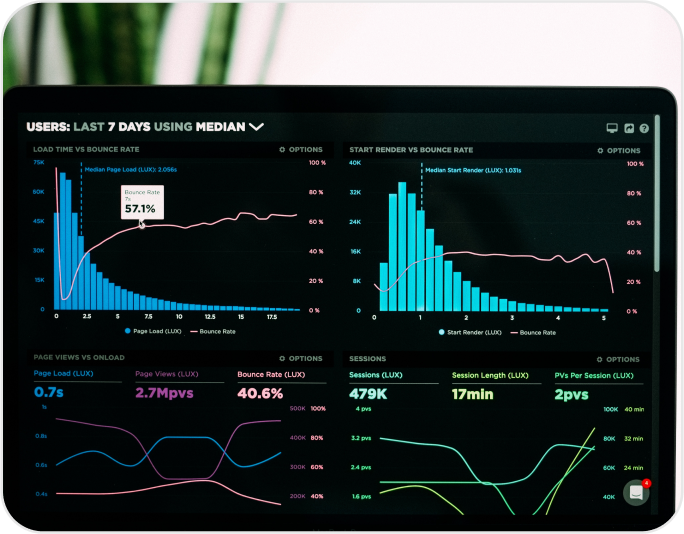 USERS: LAST 7 DAYS USING MEDIAN
?
LOAD TIME VS BOUNCE RATE
OPTIONS
75K
60K
45K
30K
15K
0
100 %
80 %
60 %
40 %
20 %
0 %
Median Page Load (LUX): 2.056s
Bounce Rate
7s
57.1%
0 2.5 5 7.5 10 12.5 15 17.5
Page Load (LUX) Bounce Rate
START RENDER VS BOUNCE RATE
OPTIONS
40K
32K
24K
16K
8K
0
100 %
80 %
60 %
40 %
20 %
0 %
Median Start Render (LUX): 1.031s
0 1 2 3 4 5
Start Render (LUX) Bounce Rate
PAGE VIEWS VS ONLOAD
OPTIONS
Page Load (LUX) Page Views (LUX) Bounce Rate (LUX)
0.7s 2.7Mpvs 40.6%
1s
0.8s
0.6s
0.4s
500K 100%
400K 80%
300K 60%
200K 40%
SESSIONS
OPTIONS
Sessions (LUX) Session Length (LUX) PVs Per Session (LUX)
479K 17min 2pvs
4 pvs
3.2 pvs
2.4 pvs
1.6 pvs
100K 40 min
80K 32 min
60K 24 min
40K
4